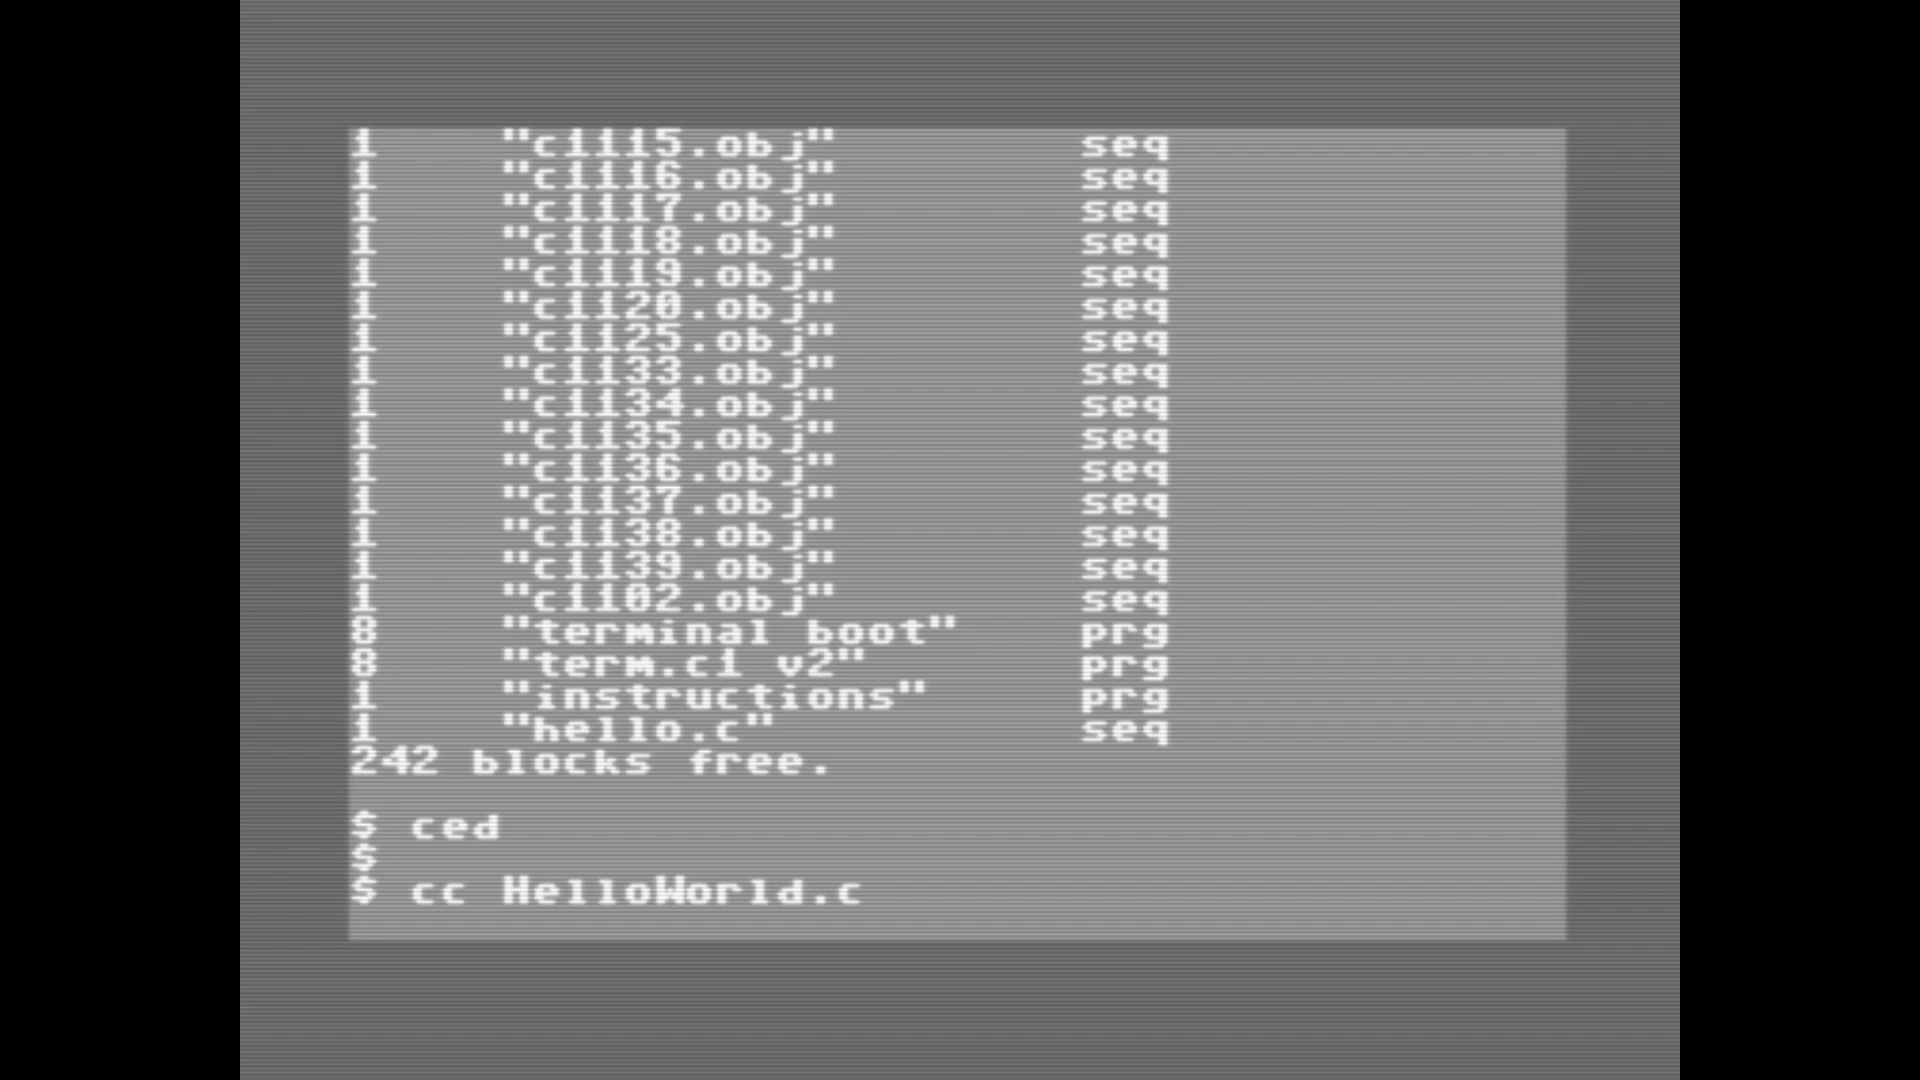 1 "c1115.obj" seq
1 "c1116.obj" seq
1 "c1117.obj" seq
1 "c1118.obj" seq
1 "c1119.obj" seq
1 "c1120.obj" seq
1 "c1125.obj" seq
1 "c1133.obj" seq
1 "c1134.obj" seq
1 "c1135.obj" seq
1 "c1136.obj" seq
1 "c1137.obj" seq
1 "c1138.obj" seq
1 "c1139.obj" seq
1 "c1102.obj" seq
8 "terminal boot" prg
8 "term.c1 v2" prg
1 "instructions" prg
1 "hello.c" seq
242 blocks free.
$ ced
$
$ cc HelloWorld.c